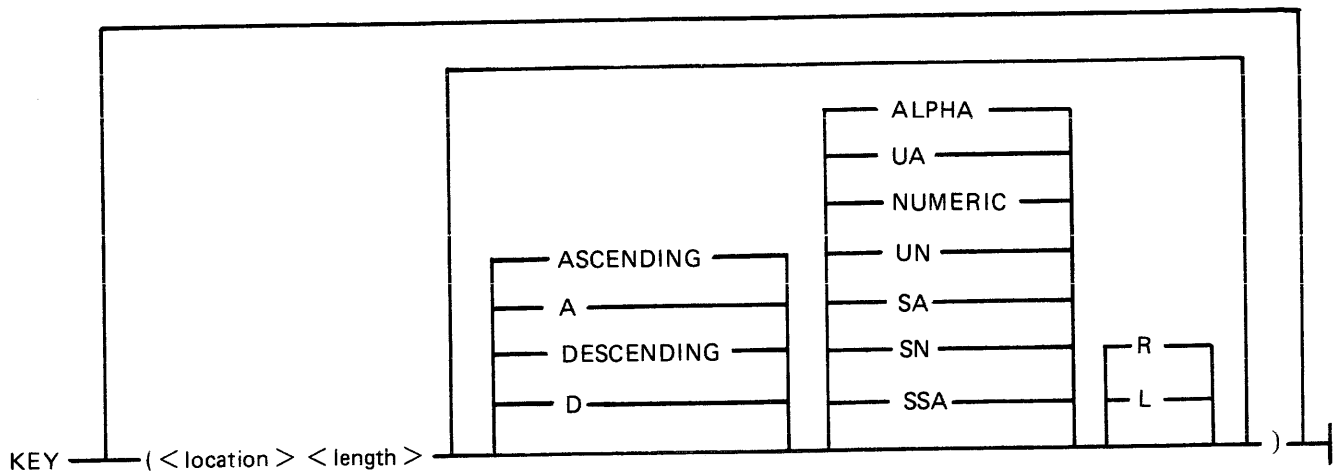 ALPHA
UA
NUMERIC
UN
SA
SN
SSA
ASCENDING
A
DESCENDING
D
R
L
KEY ( < location > < length > )